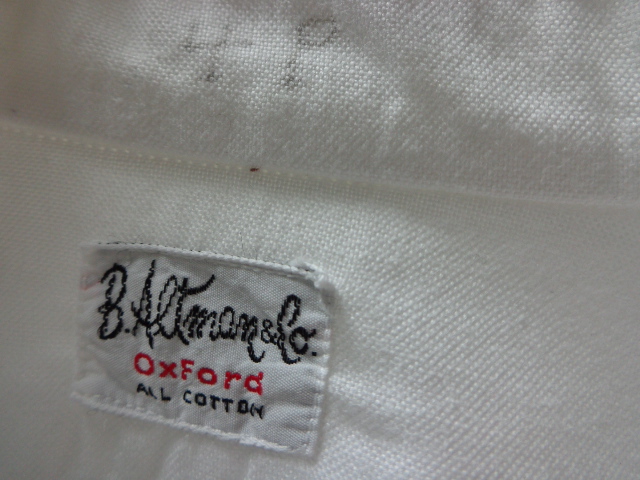 H-P
B. Altman & Co.
OxFord
ALL COTTON